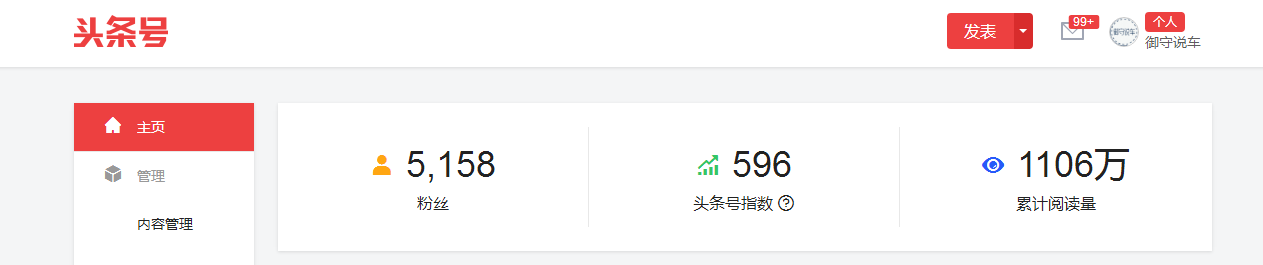 头条号
发表
99+
御守说车
个人
御守说车
主页
管理
内容管理
5,158
粉丝
596
头条号指数
1106万
累计阅读量